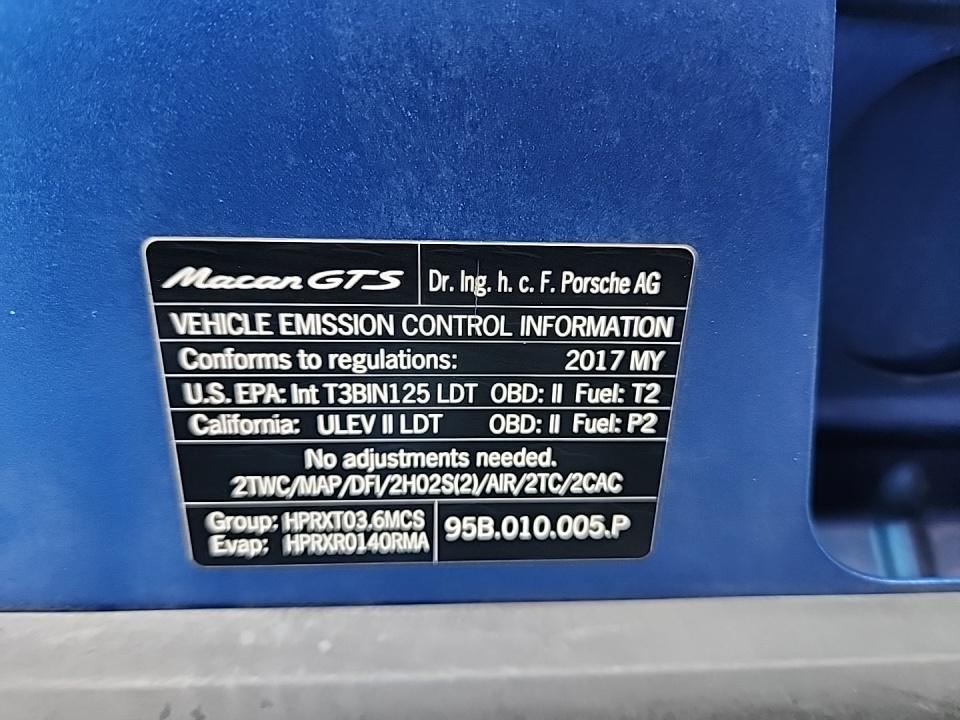 Macan GTS Dr. Ing. h. c. F. Porsche AG
VEHICLE EMISSION CONTROL INFORMATION
Conforms to regulations: 2017 MY
U.S. EPA: Int T3BIN125 LDT OBD: II Fuel: T2
California: ULEV II LDT OBD: II Fuel: P2
No adjustments needed.
2TWC/MAP/DFI/2HO2S(2)/AIR/2TC/2CAC
Group: HPRXT03.6MCS
Evap: HPRXR0140RMA
95B.010.005.P